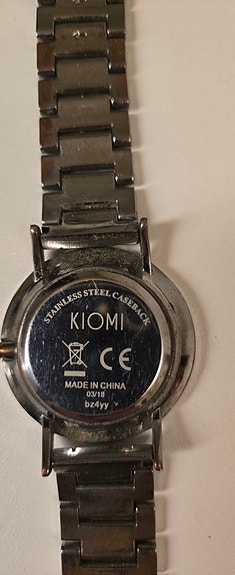 STAINLESS STEEL CASEBACK
KIOMI
CE
MADE IN CHINA
03/18
bz4yy